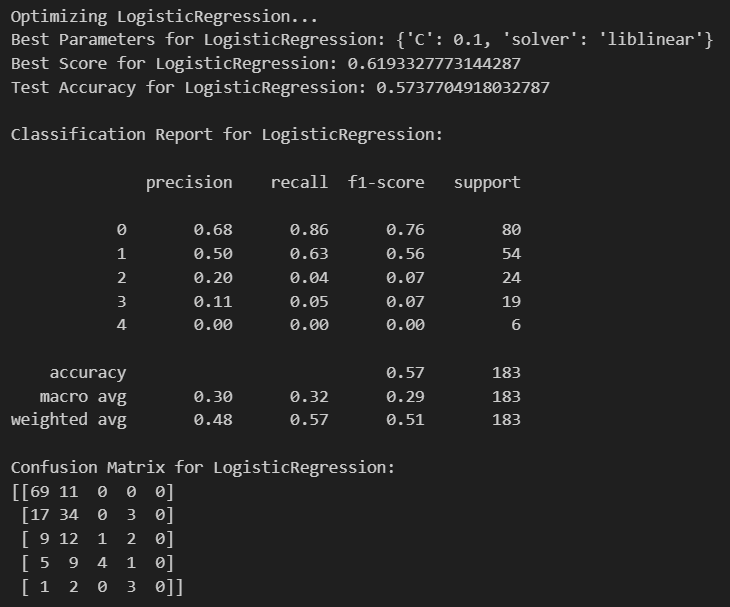 Optimizing LogisticRegression...
Best Parameters for LogisticRegression: {'C': 0.1, 'solver': 'liblinear'}
Best Score for LogisticRegression: 0.6193327773144287
Test Accuracy for LogisticRegression: 0.5737704918032787
Classification Report for LogisticRegression:
precision recall f1-score support
0 0.68 0.86 0.76 80
1 0.50 0.63 0.56 54
2 0.20 0.04 0.07 24
3 0.11 0.05 0.07 19
4 0.00 0.00 0.00 6
accuracy 0.57 183
macro avg 0.30 0.32 0.29 183
weighted avg 0.48 0.57 0.51 183
Confusion Matrix for LogisticRegression:
[[69 11 0 0 0]
[17 34 0 3 0]
[ 9 12 1 2 0]
[ 5 9 4 1 0]
[ 1 2 0 3 0]]